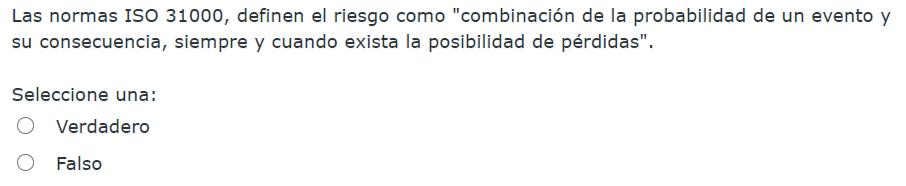 Las normas ISO 31000, definen el riesgo como "combinación de la probabilidad de un evento y
su consecuencia, siempre y cuando exista la posibilidad de pérdidas".
Seleccione una:
Verdadero
Falso